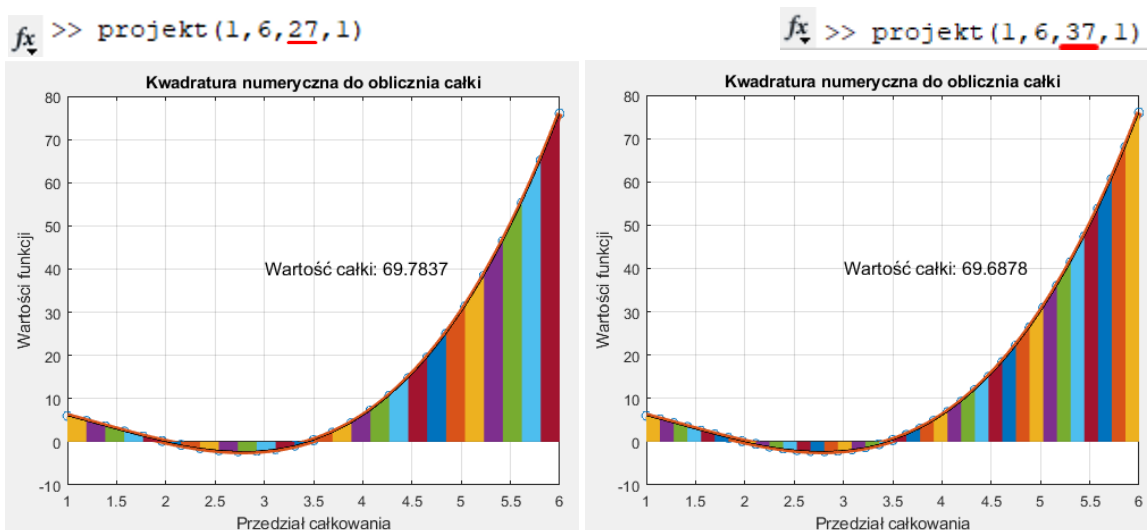 fx >> projekt(1,6,27,1)
Kwadratura numeryczna do oblicznia całki
80
70
60
50
40
30
20
10
0
-10
Wartości funkcji
Wartość całki: 69.7837
1 1.5 2 2.5 3 3.5 4 4.5 5 5.5 6
Przedział całkowania
fx >> projekt(1,6,37,1)
Kwadratura numeryczna do oblicznia całki
80
70
60
50
40
30
20
10
0
-10
Wartości funkcji
Wartość całki: 69.6878
1 1.5 2 2.5 3 3.5 4 4.5 5 5.5 6
Przedział całkowania